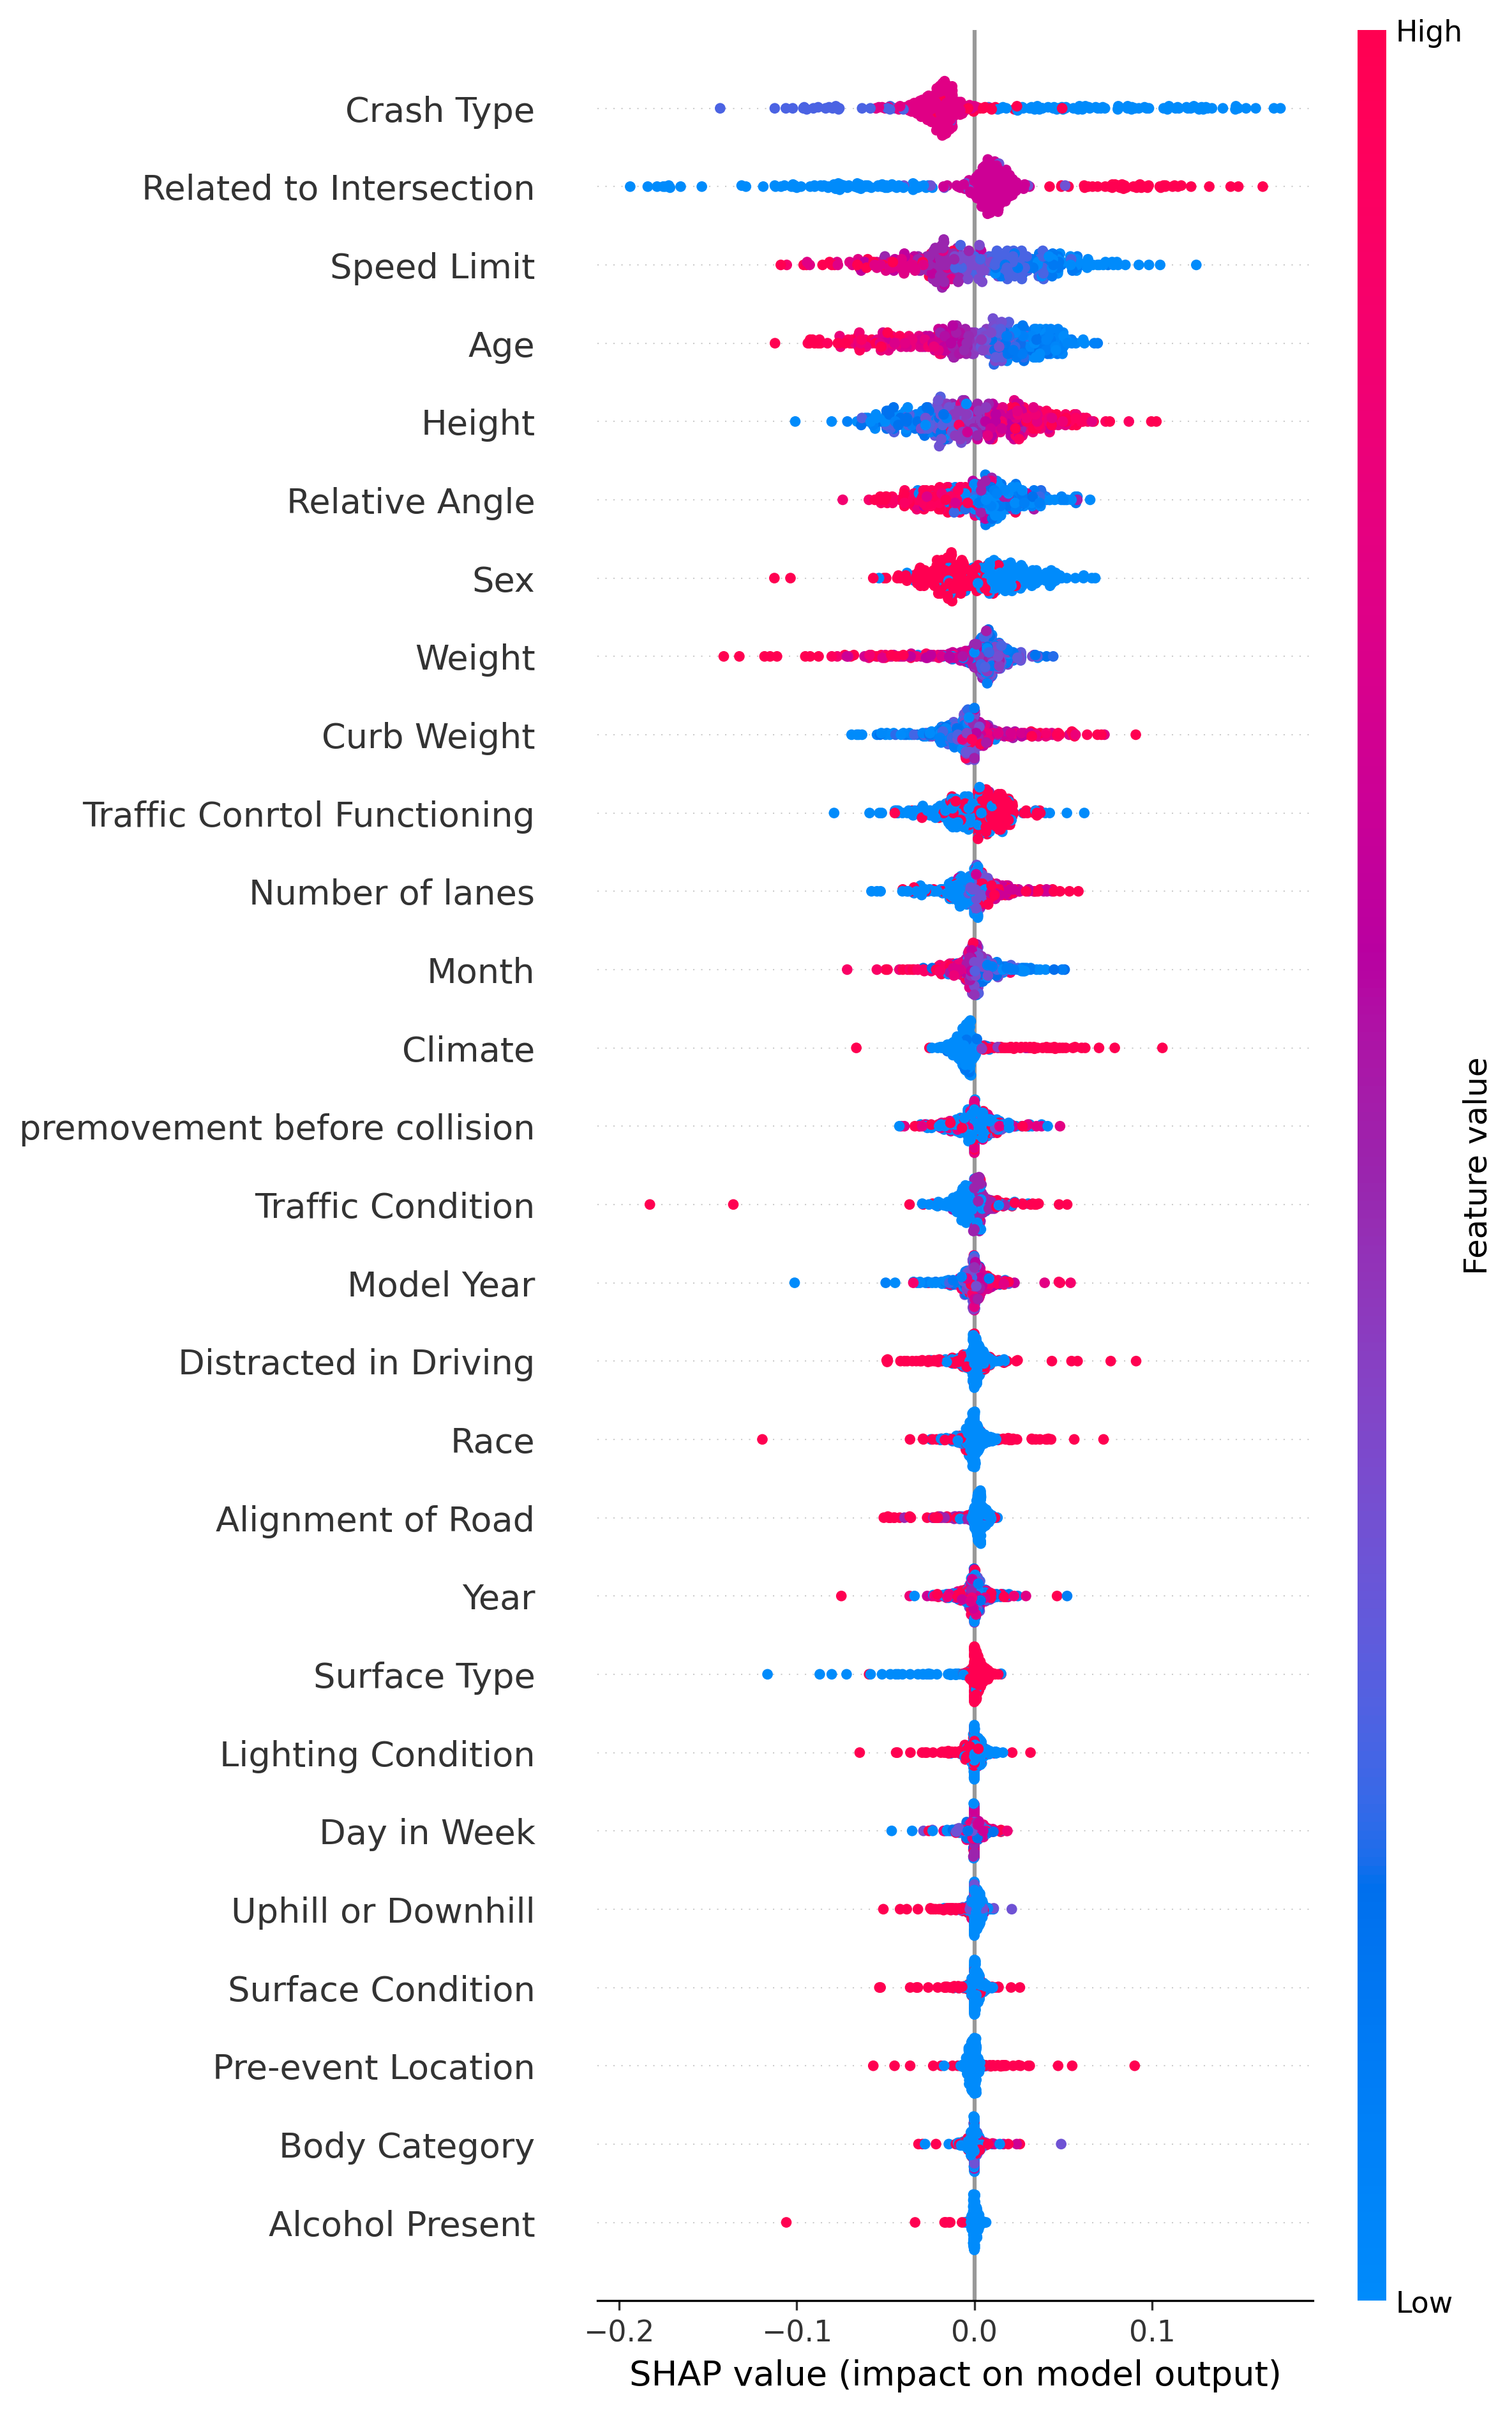 High
Crash Type
Related to Intersection
Speed Limit
Age
Height
Relative Angle
Sex
Weight
Curb Weight
Traffic Conrtol Functioning
Number of lanes
Month
Climate
premovement before collision
Traffic Condition
Model Year
Distracted in Driving
Race
Alignment of Road
Year
Surface Type
Lighting Condition
Day in Week
Uphill or Downhill
Surface Condition
Pre-event Location
Body Category
Alcohol Present
Feature value
Low
−0.2 −0.1 0.0 0.1
SHAP value (impact on model output)